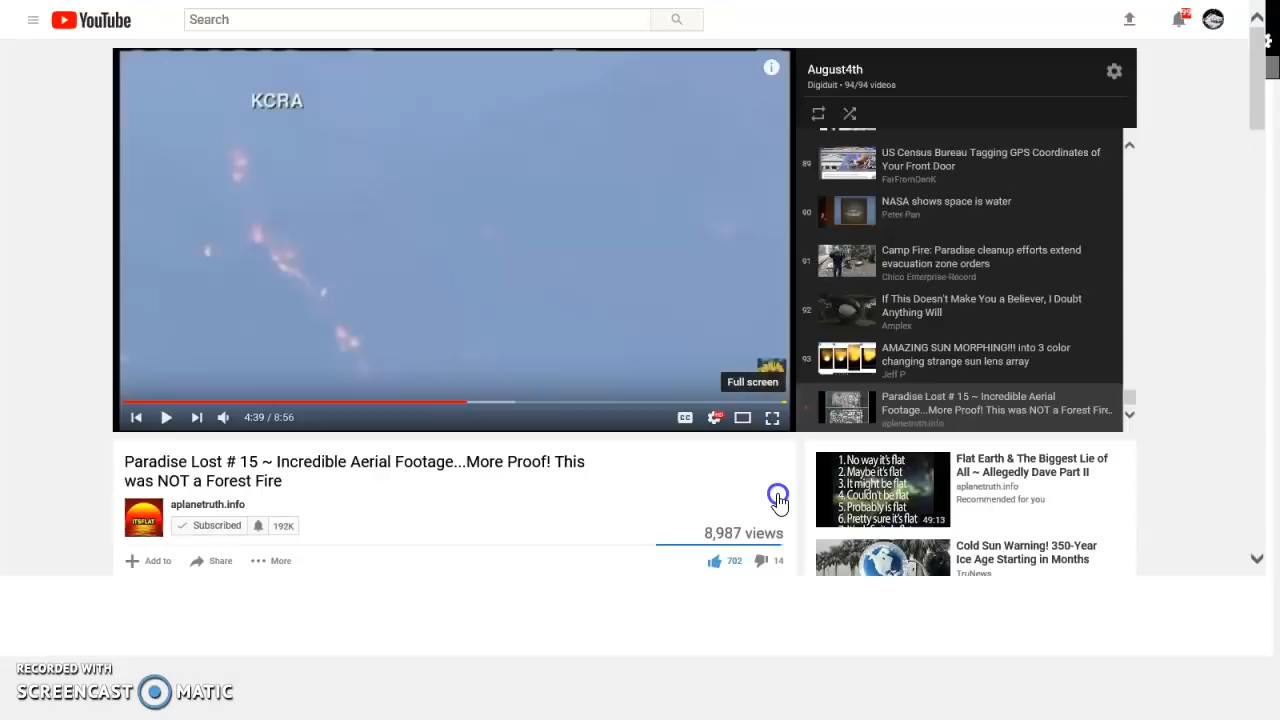 YouTube
Search
99
KCRA
Full screen
4:39 / 8:56
CC
HD
August4th
Digiduit • 94/94 videos
89
US Census Bureau Tagging GPS Coordinates of
Your Front Door
FarFromDenK
90
NASA shows space is water
Peter Pan
91
Camp Fire: Paradise cleanup efforts extend
evacuation zone orders
Chico Enterprise-Record
92
If This Doesn't Make You a Believer, I Doubt
Anything Will
Amplex
93
AMAZING SUN MORPHING!!! into 3 color
changing strange sun lens array
Jeff P
Paradise Lost # 15 ~ Incredible Aerial
Footage...More Proof! This was NOT a Forest Fire..
aplanetruth.info
Paradise Lost # 15 ~ Incredible Aerial Footage...More Proof! This
was NOT a Forest Fire
ITSFLAT
aplanetruth.info
Subscribed
192K
8,987 views
Add to
Share
More
702
14
1. No way it's flat
2. Maybe it's flat
3. It might be flat
4. Couldn't be flat
5. Probably is flat
6. Pretty sure it's flat
49:13
Flat Earth & The Biggest Lie of
All ~ Allegedly Dave Part II
aplanetruth.info
Recommended for you
Cold Sun Warning! 350-Year
Ice Age Starting in Months
TruNews
RECORDED WITH
SCREENCAST MATIC